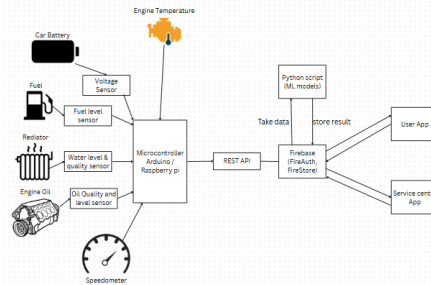 Engine Temperature
Car Battery
Voltage
Sensor
Fuel
Fuel level
sensor
Rediator
Water level &
quality sensor
Engine Oil
Oil Quality and
level sensor
Speedometer
Microcontroller
Arduino /
Raspberry pi
REST API
Python script
(ML models)
Take data
store result
Firebase
(FireAuth,
FireStore)
User App
Service cent
App